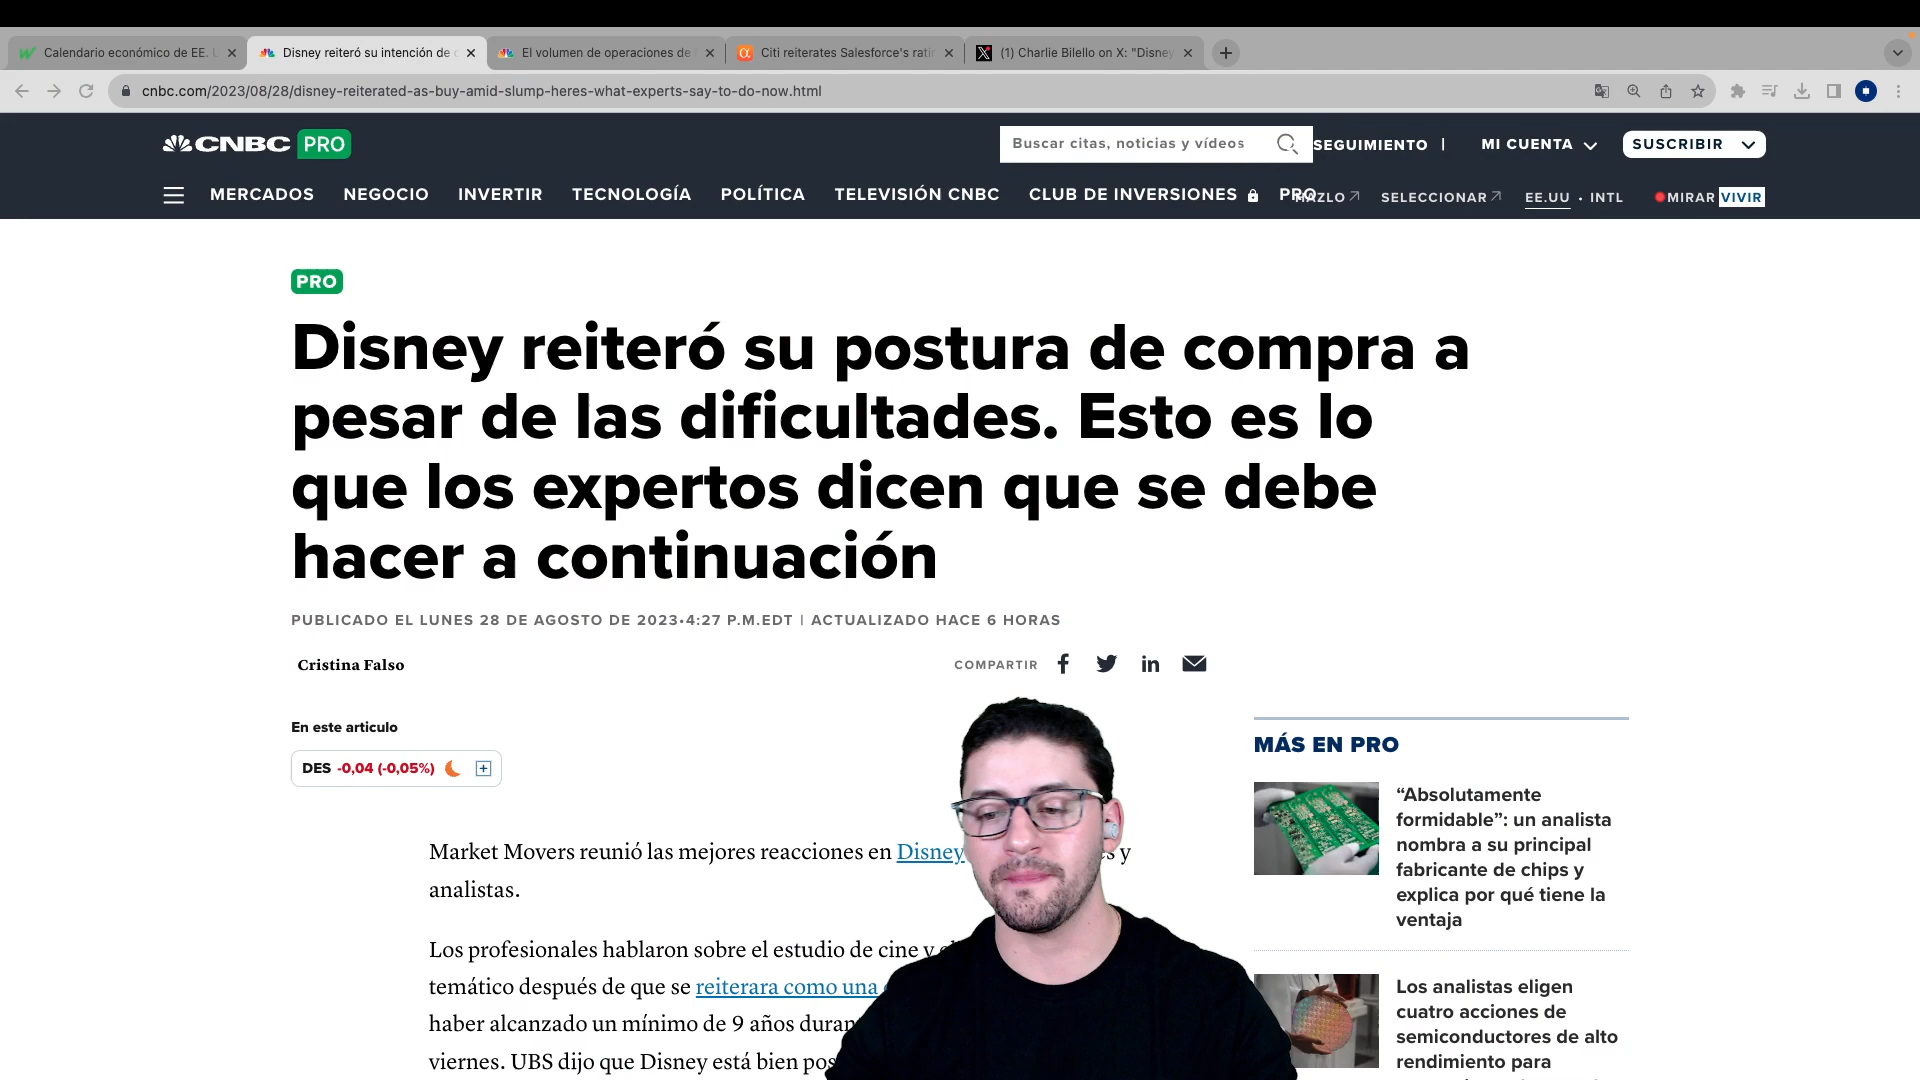 Calendario económico de EE. U
Disney reiteró su intención de c
El volumen de operaciones de
Citi reiterates Salesforce's ratin
(1) Charlie Bilello on X: "Disney
cnbc.com/2023/08/28/disney-reiterated-as-buy-amid-slump-heres-what-experts-say-to-do-now.html
CNBC PRO
Buscar citas, noticias y vídeos
SEGUIMIENTO |
MI CUENTA
SUSCRIBIR
MERCADOS NEGOCIO INVERTIR TECNOLOGÍA POLÍTICA TELEVISIÓN CNBC CLUB DE INVERSIONES PRO
HAZLO SELECCIONAR EE.UU • INTL MIRAR VIVIR
PRO
Disney reiteró su postura de compra a
pesar de las dificultades. Esto es lo
que los expertos dicen que se debe
hacer a continuación
PUBLICADO EL LUNES 28 DE AGOSTO DE 2023•4:27 P.M.EDT | ACTUALIZADO HACE 6 HORAS
Cristina Falso
COMPARTIR
En este articulo
DES -0,04 (-0,05%)
Market Movers reunió las mejores reacciones en Disney s y
analistas.
Los profesionales hablaron sobre el estudio de cine y
temático después de que se reiterara como una
haber alcanzado un mínimo de 9 años duran
viernes. UBS dijo que Disney está bien pos
MÁS EN PRO
“Absolutamente
formidable”: un analista
nombra a su principal
fabricante de chips y
explica por qué tiene la
ventaja
Los analistas eligen
cuatro acciones de
semiconductores de alto
rendimiento para